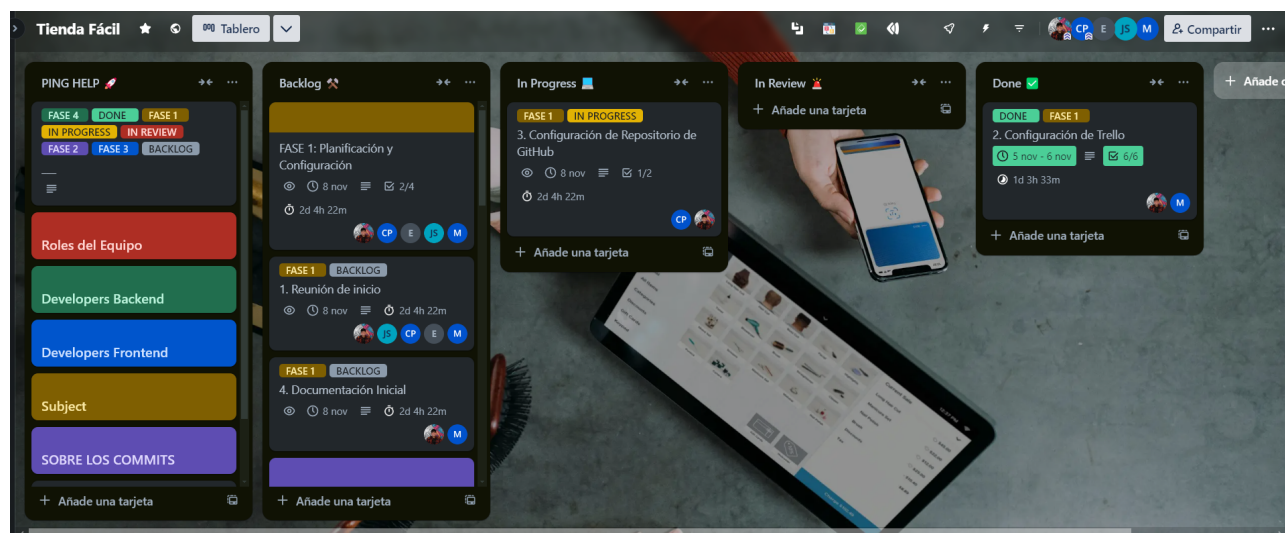 Tienda Fácil
Tablero
CP E JS M
Compartir
PING HELP
FASE 4 DONE FASE 1
IN PROGRESS IN REVIEW
FASE 2 FASE 3 BACKLOG
Roles del Equipo
Developers Backend
Developers Frontend
Subject
SOBRE LOS COMMITS
+ Añade una tarjeta
Backlog
FASE 1: Planificación y
Configuración
8 nov 2/4
2d 4h 22m
CP E JS M
FASE 1 BACKLOG
1. Reunión de inicio
8 nov 2d 4h 22m
JS CP E M
FASE 1 BACKLOG
4. Documentación Inicial
8 nov 2d 4h 22m
M
+ Añade una tarjeta
In Progress
FASE 1 IN PROGRESS
3. Configuración de Repositorio de
GitHub
8 nov 1/2
2d 4h 22m
CP
+ Añade una tarjeta
In Review
+ Añade una tarjeta
Done
DONE FASE 1
2. Configuración de Trello
5 nov - 6 nov 6/6
1d 3h 33m
M
+ Añade una tarjeta
+ Añade